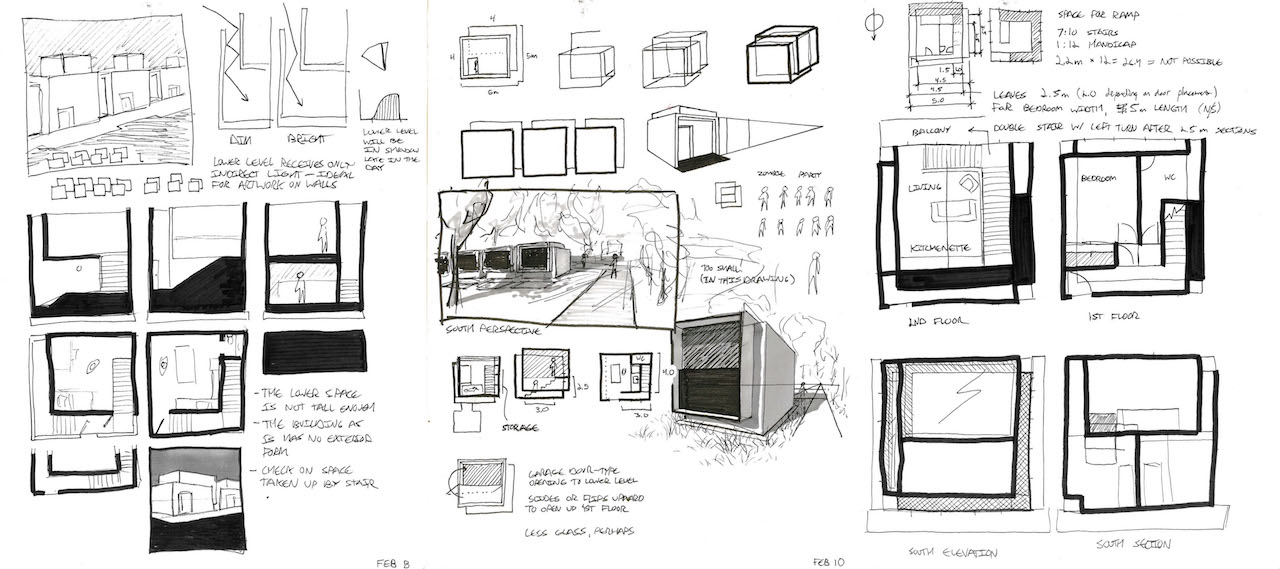 DIM
BRIGHT
LOWER LEVEL
WILL BE
IN SHADOW
LATE IN THE
DAY
LOWER LEVEL RECEIVES ONLY
INDIRECT LIGHT — IDEAL
FOR ARTWORK ON WALLS
- THE LOWER SPACE
IS NOT TALL ENOUGH
- THE BUILDING AS
IS HAS NO EXTERIOR
FORM
- CHECK ON SPACE
TAKEN UP BY STAIR
FEB 8
4
4
5m
6m
ZOMBIE PARTY
TOO SMALL
(IN THIS DRAWING)
SOUTH PERSPECTIVE
WC
2.5
3.0
3.0
4.0
STORAGE
GARAGE DOOR-TYPE
OPENING TO LOWER LEVEL
SLIDES OR FLIPS UPWARD
TO OPEN UP 1ST FLOOR
LESS GLASS, PERHAPS
FEB 10
1.5
4.5
4.5
5.0
SPACE FOR RAMP
7:10 STAIRS
1:12 HANDICAP
2.2m × 12 = 26.4 = NOT POSSIBLE
LEAVES 2.5m (2.0 depending on door placement)
FOR BEDROOM WIDTH, 5m LENGTH (N/S)
BALCONY ← DOUBLE STAIR W/ LEFT TURN AFTER 1.5 m SECTIONS
LIVING
KITCHENETTE
2ND FLOOR
BEDROOM
WC
1ST FLOOR
SOUTH ELEVATION
SOUTH SECTION